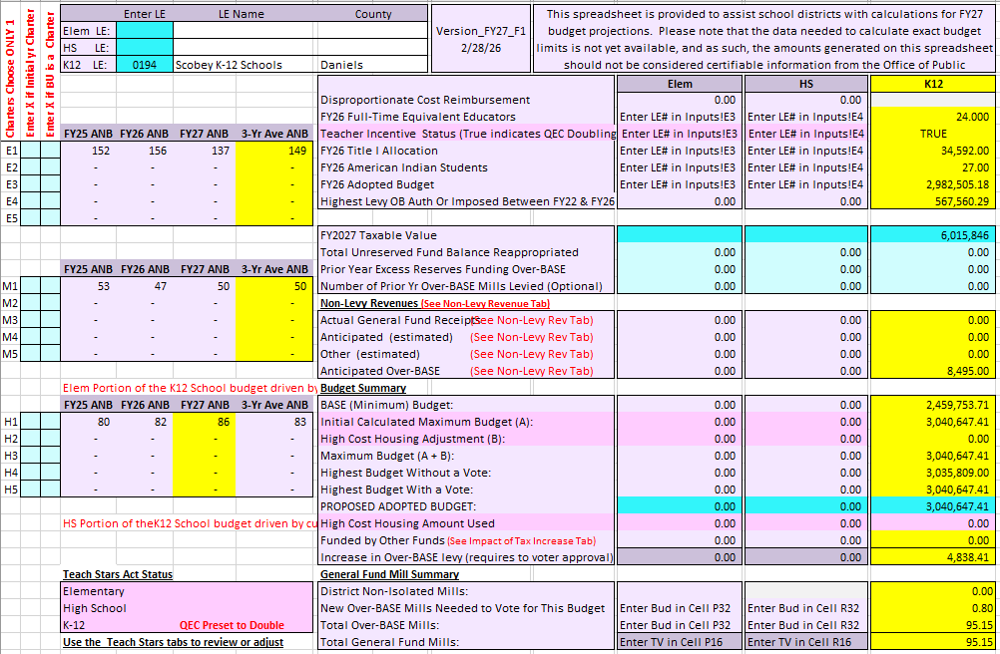 Charters Choose ONLY 1
Enter X if Initial yr Charter
Enter X if BU is a Charter
Enter LE LE Name County
Elem LE:
HS LE:
K12 LE: 0194 Scobey K-12 Schools Daniels
Version_FY27_F1
2/28/26
This spreadsheet is provided to assist school districts with calculations for FY27
budget projections. Please note that the data needed to calculate exact budget
limits is not yet available, and as such, the amounts generated on this spreadsheet
should not be considered certifiable information from the Office of Public
Elem HS K12
Disproportionate Cost Reimbursement 0.00 0.00
FY26 Full-Time Equivalent Educators Enter LE# in Inputs!E3 Enter LE# in Inputs!E4 24.000
Teacher Incentive Status (True indicates QEC Doubling Enter LE# in Inputs!E3 Enter LE# in Inputs!E4 TRUE
FY26 Title I Allocation Enter LE# in Inputs!E3 Enter LE# in Inputs!E4 34,592.00
FY26 American Indian Students Enter LE# in Inputs!E3 Enter LE# in Inputs!E4 27.00
FY26 Adopted Budget Enter LE# in Inputs!E3 Enter LE# in Inputs!E4 2,982,505.18
Highest Levy OB Auth Or Imposed Between FY22 & FY26 0.00 0.00 567,560.29
FY25 ANB FY26 ANB FY27 ANB 3-Yr Ave ANB
E1 152 156 137 149
E2 - - - -
E3 - - - -
E4 - - - -
E5 - - - -
FY2027 Taxable Value 6,015,846
Total Unreserved Fund Balance Reappropriated 0.00 0.00 0.00
Prior Year Excess Reserves Funding Over-BASE 0.00 0.00 0.00
Number of Prior Yr Over-BASE Mills Levied (Optional) 0.00 0.00 0.00
FY25 ANB FY26 ANB FY27 ANB 3-Yr Ave ANB
M1 53 47 50 50
M2 - - - -
M3 - - - -
M4 - - - -
M5 - - - -
Non-Levy Revenues (See Non-Levy Revenue Tab)
Actual General Fund Receipts (See Non-Levy Rev Tab) 0.00 0.00 0.00
Anticipated (estimated) (See Non-Levy Rev Tab) 0.00 0.00 0.00
Other (estimated) (See Non-Levy Rev Tab) 0.00 0.00 0.00
Anticipated Over-BASE (See Non-Levy Rev Tab) 0.00 0.00 8,495.00
Elem Portion of the K12 School budget driven by
FY25 ANB FY26 ANB FY27 ANB 3-Yr Ave ANB
H1 80 82 86 83
H2 - - - -
H3 - - - -
H4 - - - -
H5 - - - -
HS Portion of theK12 School budget driven by cu
Budget Summary
BASE (Minimum) Budget: 0.00 0.00 2,459,753.71
Initial Calculated Maximum Budget (A): 0.00 0.00 3,040,647.41
High Cost Housing Adjustment (B): 0.00 0.00 0.00
Maximum Budget (A + B): 0.00 0.00 3,040,647.41
Highest Budget Without a Vote: 0.00 0.00 3,035,809.00
Highest Budget With a Vote: 0.00 0.00 3,040,647.41
PROPOSED ADOPTED BUDGET: 0.00 0.00 3,040,647.41
High Cost Housing Amount Used 0.00 0.00 0.00
Funded by Other Funds (See Impact of Tax Increase Tab) 0.00 0.00 0.00
Increase in Over-BASE levy (requires to voter approval) 0.00 0.00 4,838.41
Teach Stars Act Status
Elementary
High School
K-12 QEC Preset to Double
Use the Teach Stars tabs to review or adjust
General Fund Mill Summary
District Non-Isolated Mills: 0.00
New Over-BASE Mills Needed to Vote for This Budget Enter Bud in Cell P32 Enter Bud in Cell R32 0.80
Total Over-BASE Mills: Enter Bud in Cell P32 Enter Bud in Cell R32 95.15
Total General Fund Mills: Enter TV in Cell P16 Enter TV in Cell R16 95.15